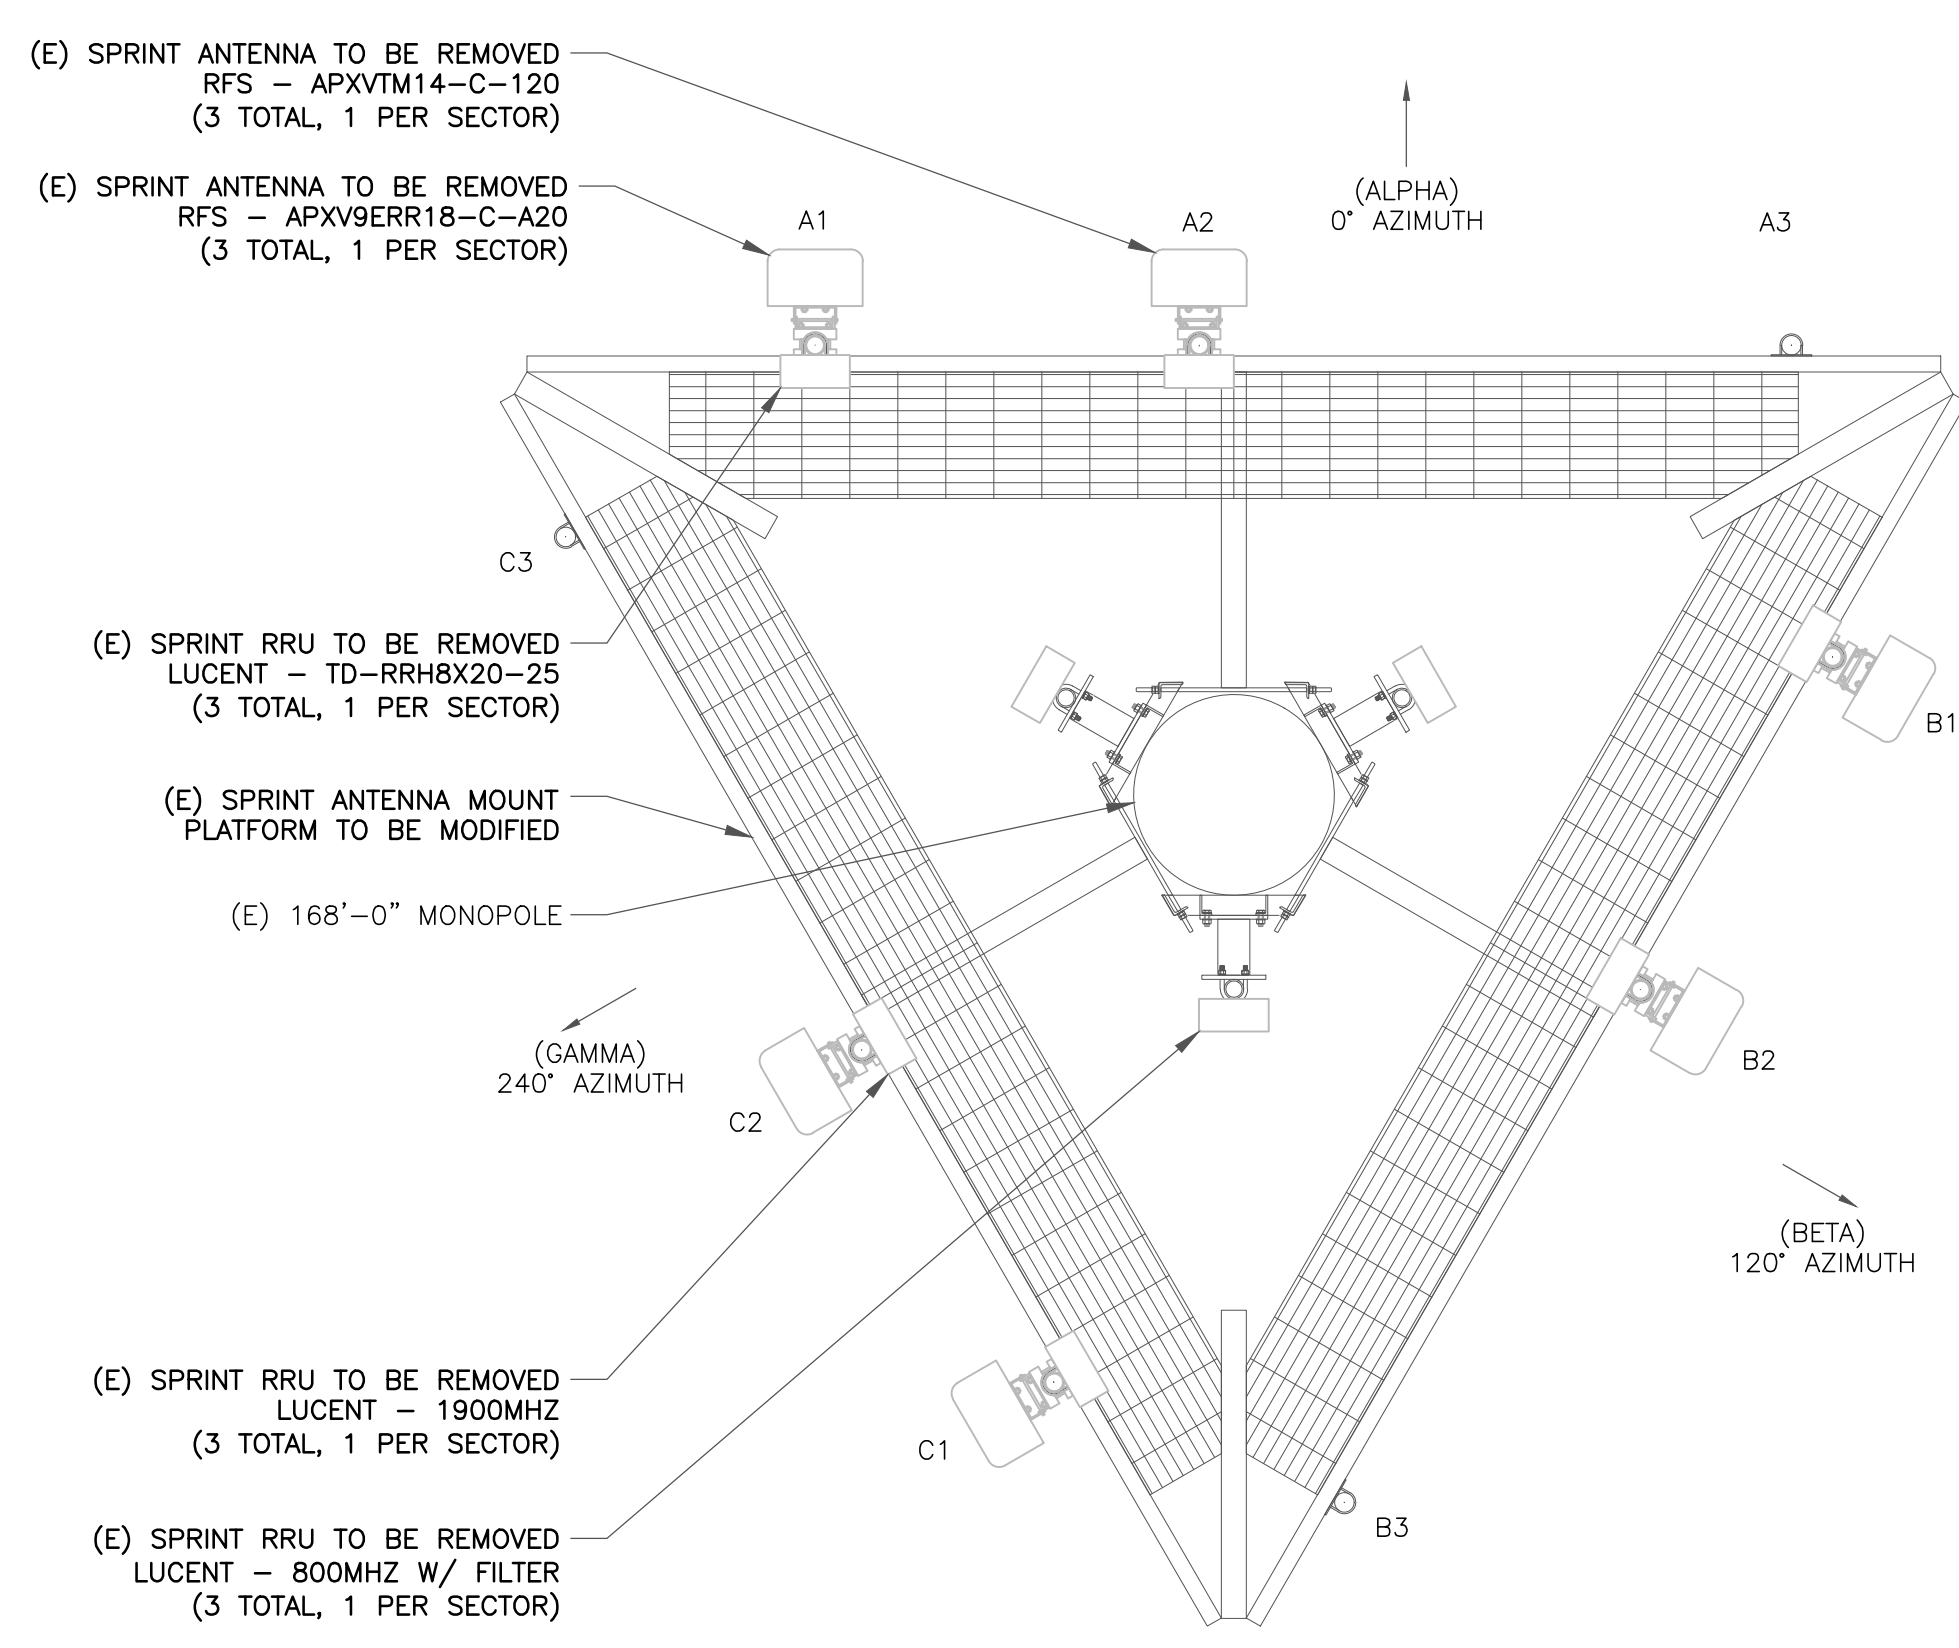 (E) SPRINT ANTENNA TO BE REMOVED
RFS - APXVTM14-C-120
(3 TOTAL, 1 PER SECTOR)
(E) SPRINT ANTENNA TO BE REMOVED
RFS - APXV9ERR18-C-A20
(3 TOTAL, 1 PER SECTOR)
A1
A2
(ALPHA)
0° AZIMUTH
A3
C3
(E) SPRINT RRU TO BE REMOVED
LUCENT - TD-RRH8X20-25
(3 TOTAL, 1 PER SECTOR)
B1
(E) SPRINT ANTENNA MOUNT
PLATFORM TO BE MODIFIED
(E) 168'-0" MONOPOLE
(GAMMA)
240° AZIMUTH
C2
B2
(BETA)
120° AZIMUTH
(E) SPRINT RRU TO BE REMOVED
LUCENT - 1900MHZ
(3 TOTAL, 1 PER SECTOR)
C1
B3
(E) SPRINT RRU TO BE REMOVED
LUCENT - 800MHZ W/ FILTER
(3 TOTAL, 1 PER SECTOR)